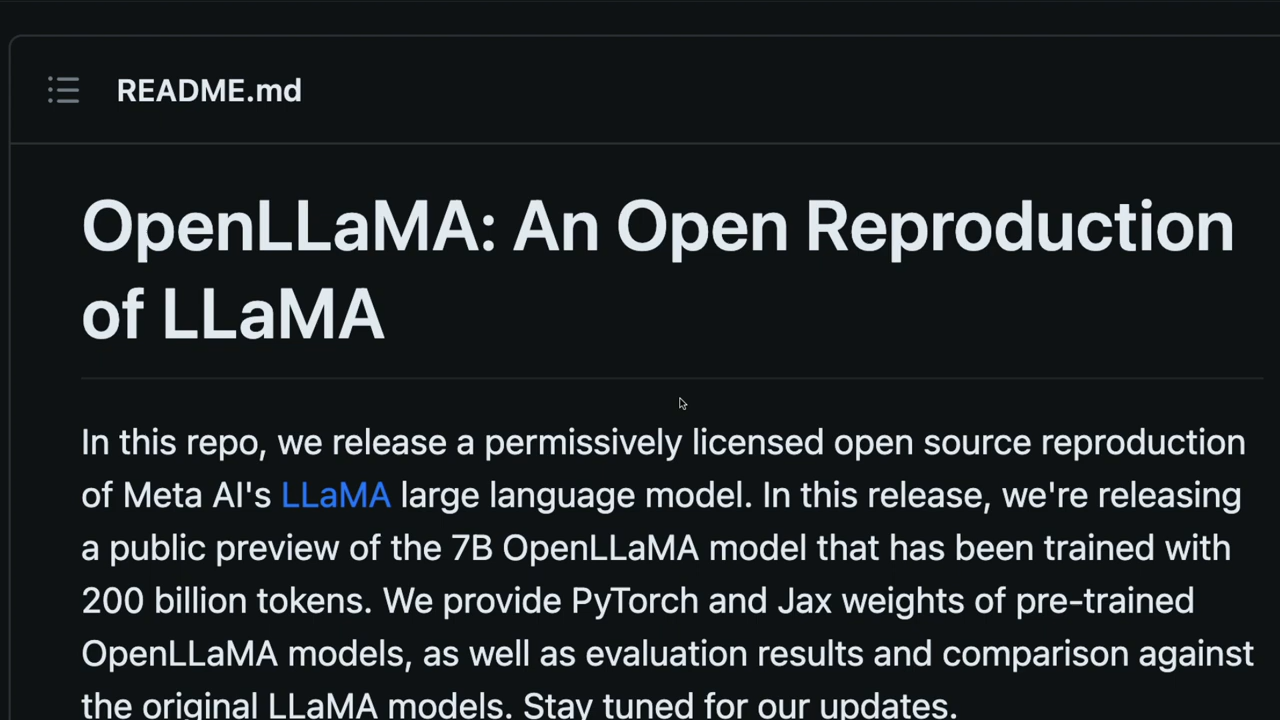 README.md
OpenLLaMA: An Open Reproduction
of LLaMA
In this repo, we release a permissively licensed open source reproduction
of Meta AI's LLaMA large language model. In this release, we're releasing
a public preview of the 7B OpenLLaMA model that has been trained with
200 billion tokens. We provide PyTorch and Jax weights of pre-trained
OpenLLaMA models, as well as evaluation results and comparison against
the original LLaMA models. Stay tuned for our updates.